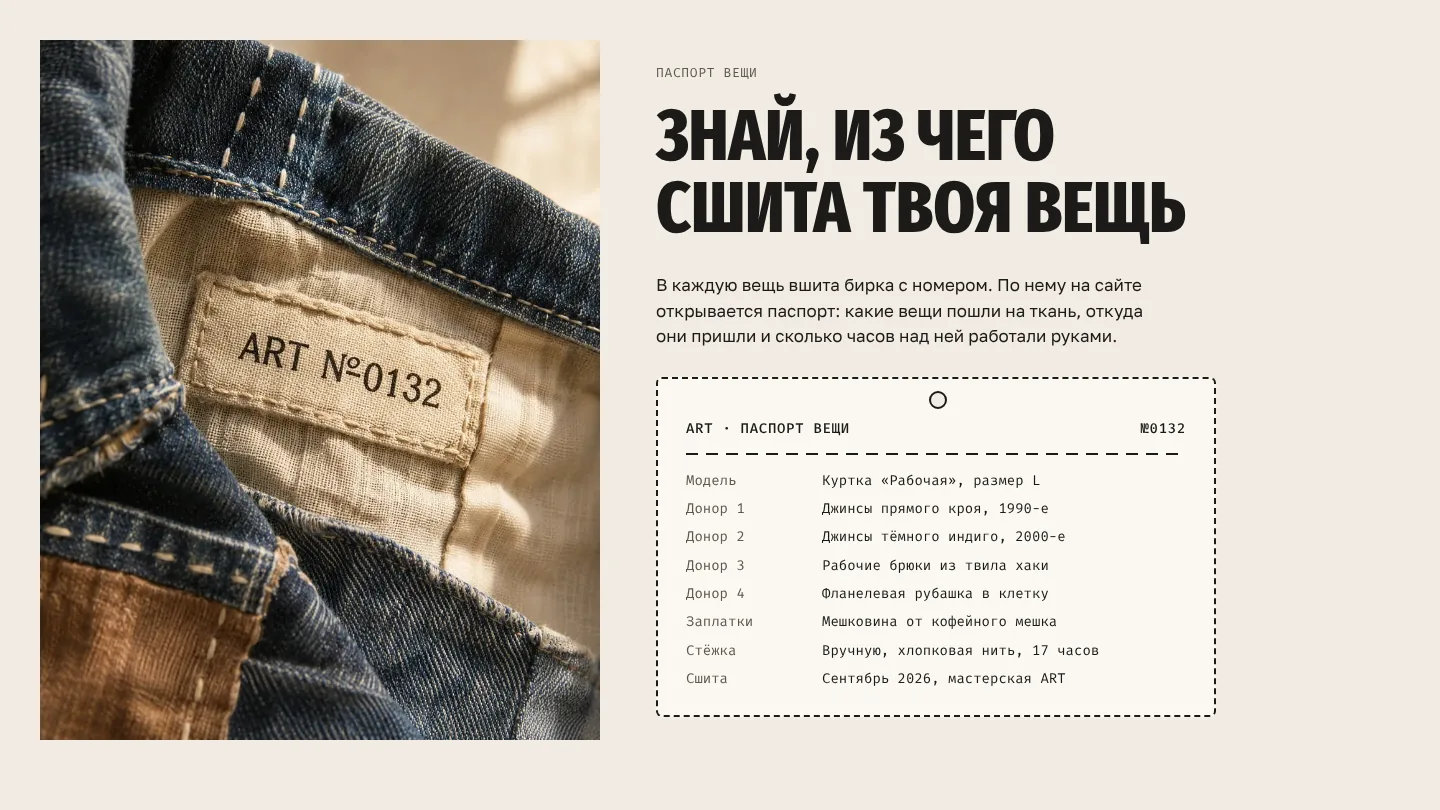 ART №0132
ПАСПОРТ ВЕЩИ
ЗНАЙ, ИЗ ЧЕГО
СШИТА ТВОЯ ВЕЩЬ
В каждую вещь вшита бирка с номером. По нему на сайте
открывается паспорт: какие вещи пошли на ткань, откуда
они пришли и сколько часов над ней работали руками.
ART · ПАСПОРТ ВЕЩИ №0132
Модель Куртка «Рабочая», размер L
Донор 1 Джинсы прямого кроя, 1990-е
Донор 2 Джинсы тёмного индиго, 2000-е
Донор 3 Рабочие брюки из твила хаки
Донор 4 Фланелевая рубашка в клетку
Заплатки Мешковина от кофейного мешка
Стёжка Вручную, хлопковая нить, 17 часов
Сшита Сентябрь 2026, мастерская ART